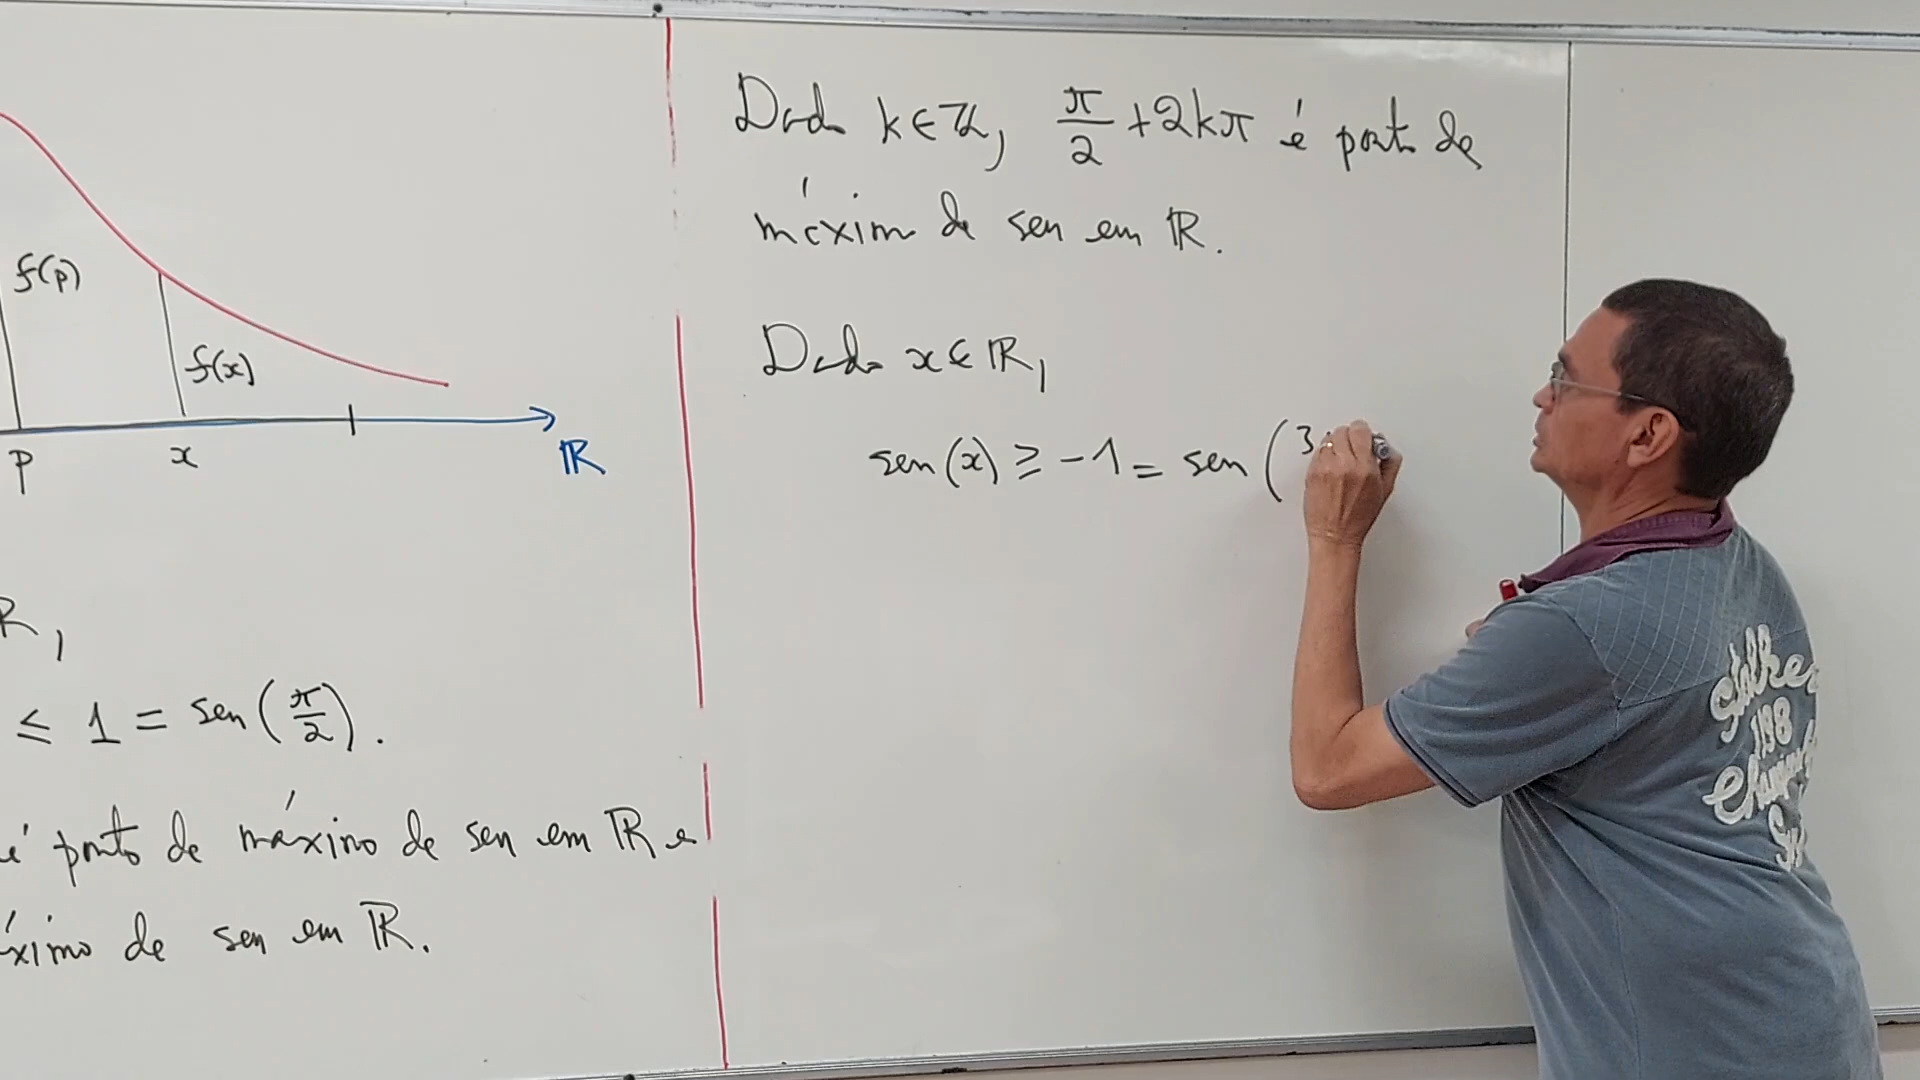 f(p)
f(x)
p
x
ℝ
ℝ,
≤ 1 = sen(π/2).
é ponto de máximo de sen em ℝ e
áximo de sen em ℝ.
Dado k∈ℤ, π/2 + 2kπ é ponto de
máximo de sen em ℝ.
Dado x∈ℝ,
sen(x) ≥ -1 = sen(3